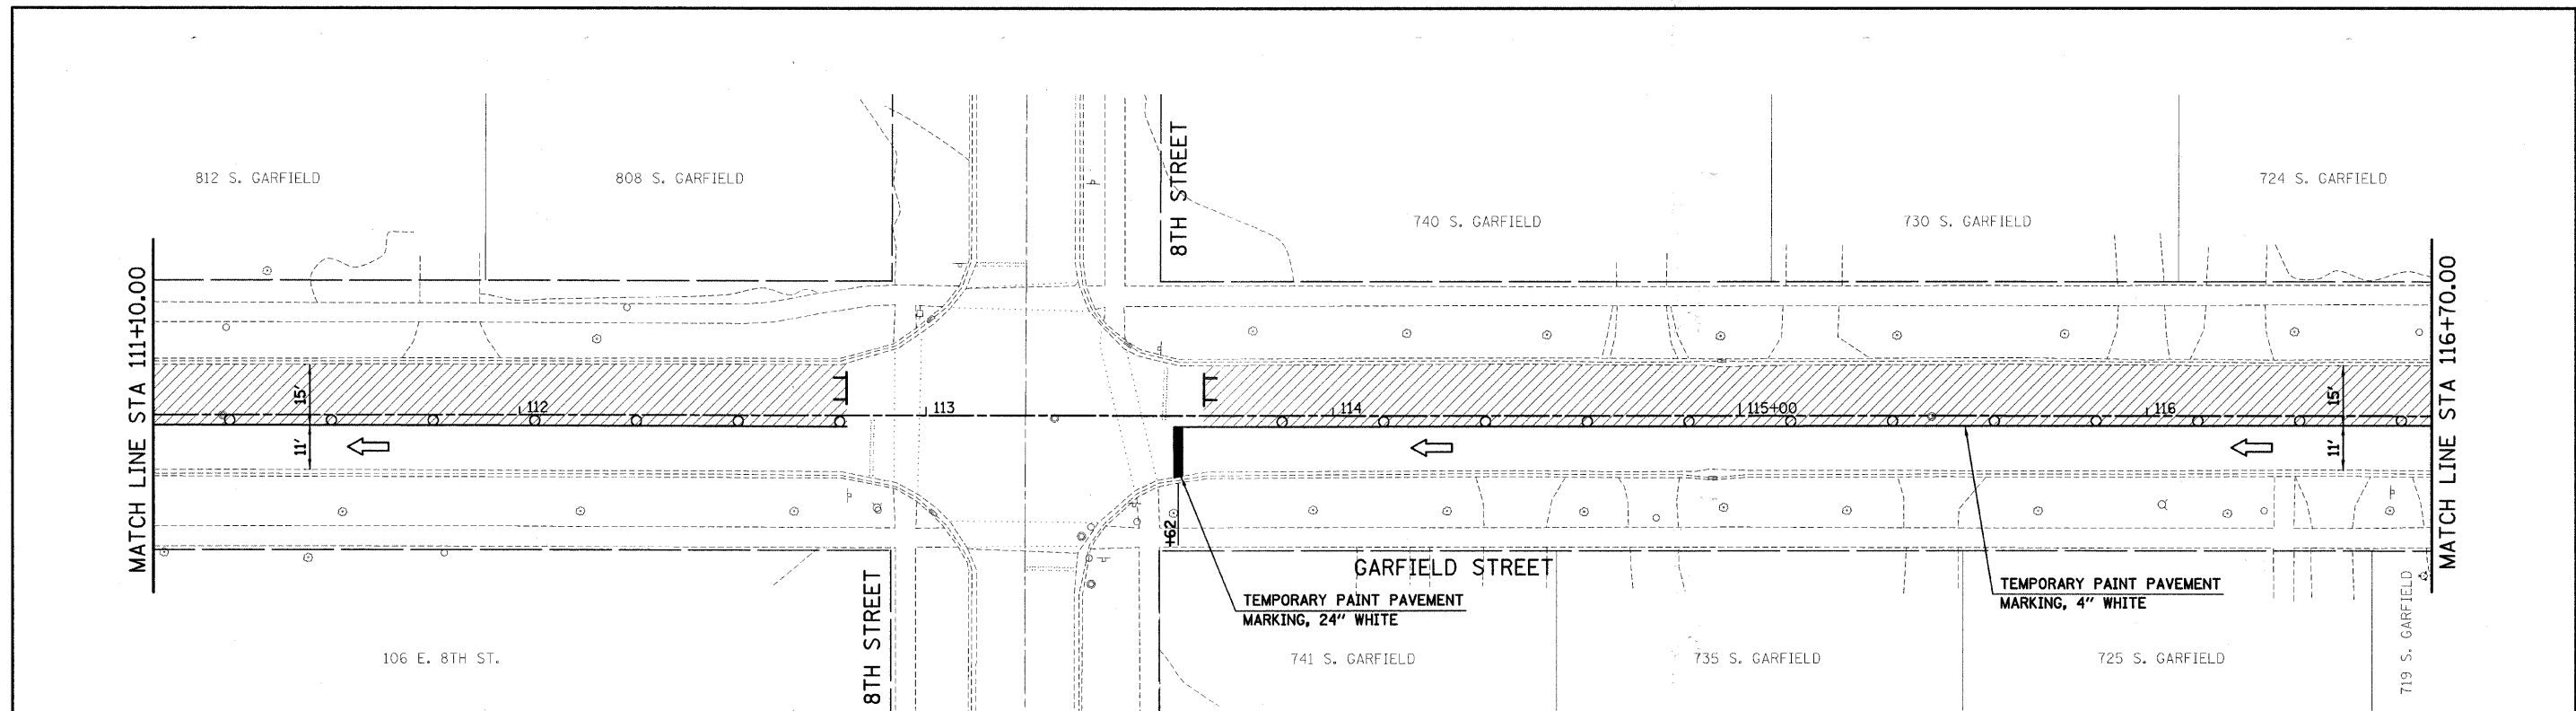 812 S. GARFIELD
808 S. GARFIELD
8TH STREET
740 S. GARFIELD
730 S. GARFIELD
724 S. GARFIELD
MATCH LINE STA 111+10.00
MATCH LINE STA 116+70.00
15'
112
113
114
115+00
116
15'
11'
11'
+62
GARFIELD STREET
TEMPORARY PAINT PAVEMENT
MARKING, 24" WHITE
TEMPORARY PAINT PAVEMENT
MARKING, 4" WHITE
8TH STREET
106 E. 8TH ST.
741 S. GARFIELD
735 S. GARFIELD
725 S. GARFIELD
719 S. GARFIELD